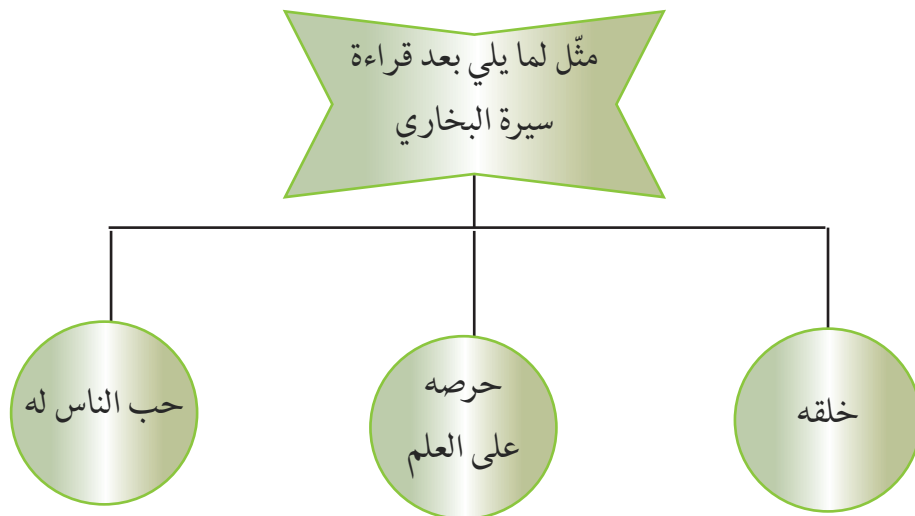 مثّل لما يلي بعد قراءة
سيرة البخاري
خلقه
حرصه
على العلم
حب الناس له